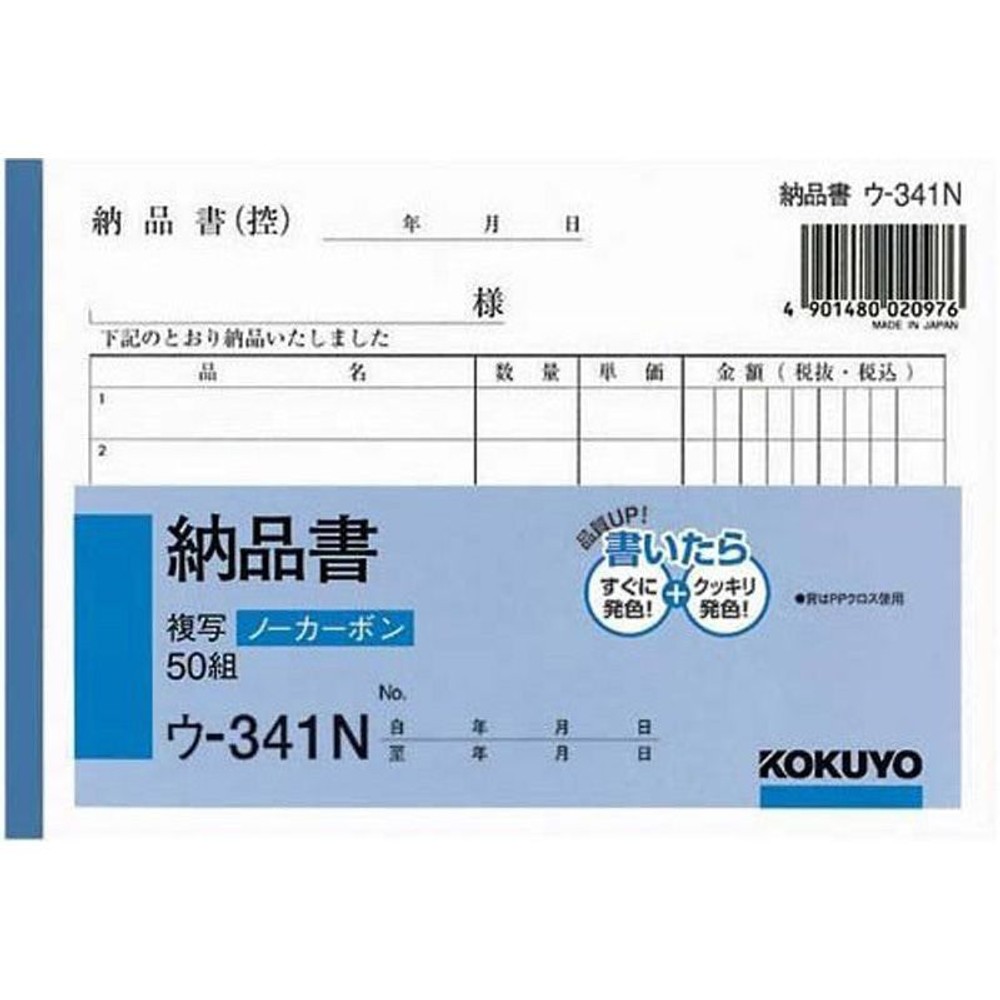 納品書 ウ-341N
納品書(控) 年 月 日
4 901480 020976
MADE IN JAPAN
様
下記のとおり納品いたしました
品名 数量 単価 金額(税抜・税込)
1
2
納品書
品質UP!
書いたら
すぐに発色! + クッキリ発色!
●背はPPクロス使用
複写 ノーカーボン
50組
No.
ウ-341N
自 年 月 日
至 年 月 日
KOKUYO